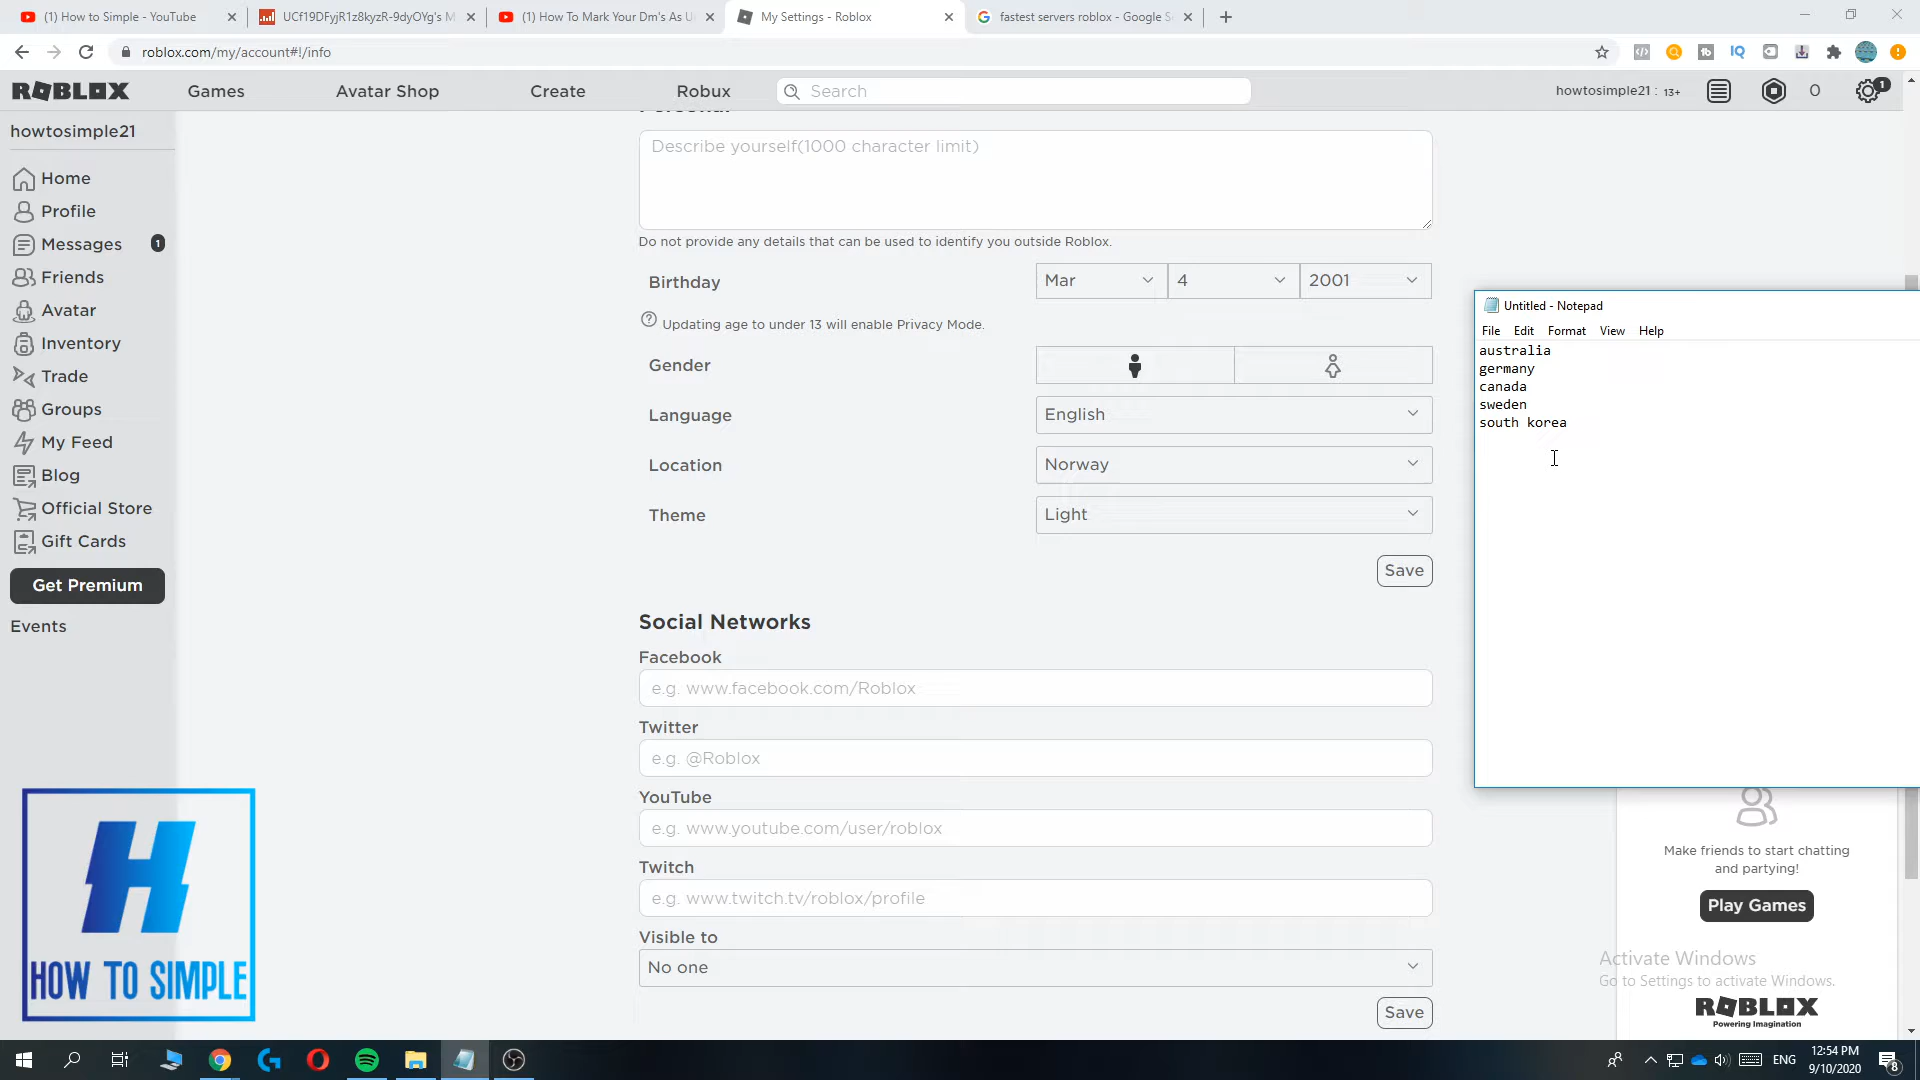 (1) How to Simple - YouTube
UCf19DFyjR1z8kyzR-9dyOYg's M
(1) How To Mark Your Dm's As U
My Settings - Roblox
fastest servers roblox - Google S
roblox.com/my/account#!/info
ROBLOX
Games
Avatar Shop
Create
Robux
Search
howtosimple21 : 13+
0
1
howtosimple21
Home
Profile
Messages
1
Friends
Avatar
Inventory
Trade
Groups
My Feed
Blog
Official Store
Gift Cards
Get Premium
Events
Personal
Describe yourself(1000 character limit)
Do not provide any details that can be used to identify you outside Roblox.
Birthday
Mar
4
2001
Updating age to under 13 will enable Privacy Mode.
Gender
Language
English
Location
Norway
Theme
Light
Save
Social Networks
Facebook
e.g. www.facebook.com/Roblox
Twitter
e.g. @Roblox
YouTube
e.g. www.youtube.com/user/roblox
Twitch
e.g. www.twitch.tv/roblox/profile
Visible to
No one
Save
Untitled - Notepad
File Edit Format View Help
australia
germany
canada
sweden
south korea
Make friends to start chatting
and partying!
Play Games
Activate Windows
Go to Settings to activate Windows.
ROBLOX
Powering Imagination
H
HOW TO SIMPLE
ENG
12:54 PM
9/10/2020
8